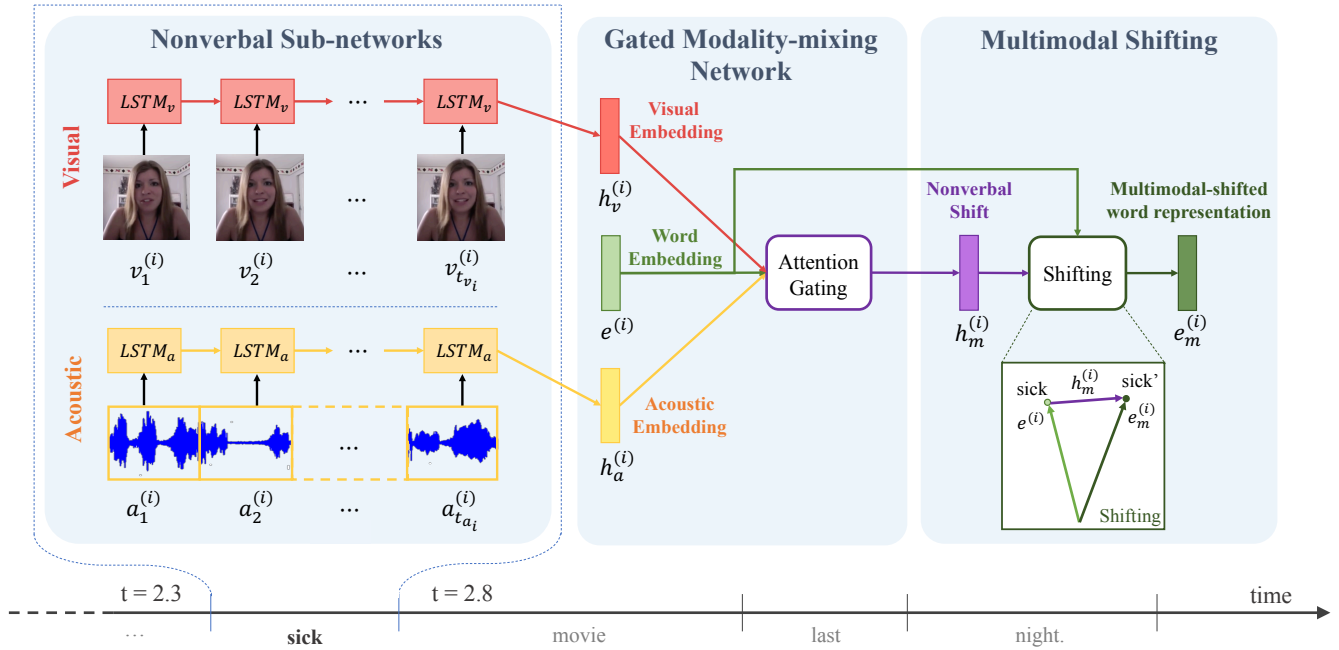 Nonverbal Sub-networks
Visual
LSTM_v
LSTM_v
...
LSTM_v
...
v_1^{(i)}
v_2^{(i)}
...
v_{t_{v_i}}^{(i)}
Acoustic
LSTM_a
LSTM_a
...
LSTM_a
...
a_1^{(i)}
a_2^{(i)}
...
a_{t_{a_i}}^{(i)}
Gated Modality-mixing
Network
Visual
Embedding
h_v^{(i)}
Word
Embedding
e^{(i)}
Acoustic
Embedding
h_a^{(i)}
Attention
Gating
Multimodal Shifting
Nonverbal
Shift
h_m^{(i)}
Shifting
Multimodal-shifted
word representation
e_m^{(i)}
sick
h_m^{(i)}
sick’
e^{(i)}
e_m^{(i)}
Shifting
t = 2.3
t = 2.8
time
...
sick
movie
last
night.